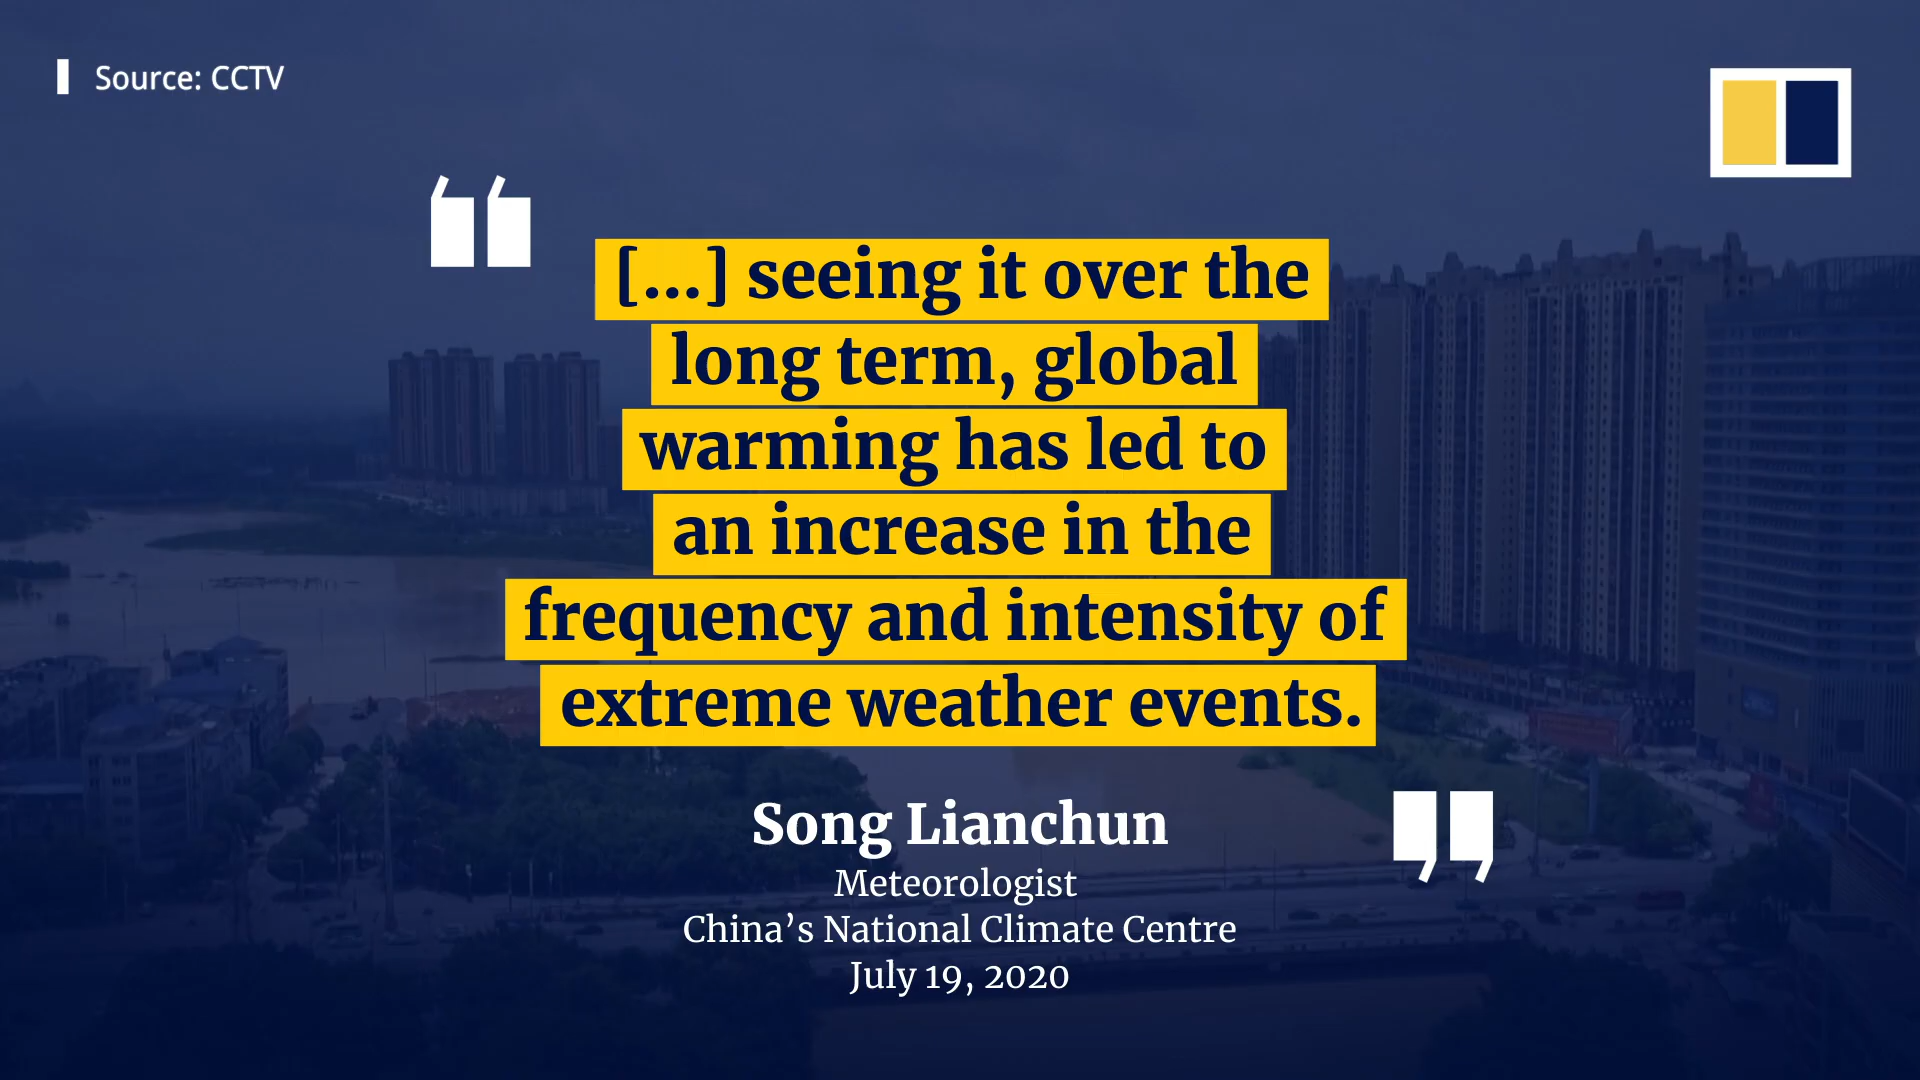 Source: CCTV
[...] seeing it over the
long term, global
warming has led to
an increase in the
frequency and intensity of
extreme weather events.
Song Lianchun
Meteorologist
China’s National Climate Centre
July 19, 2020